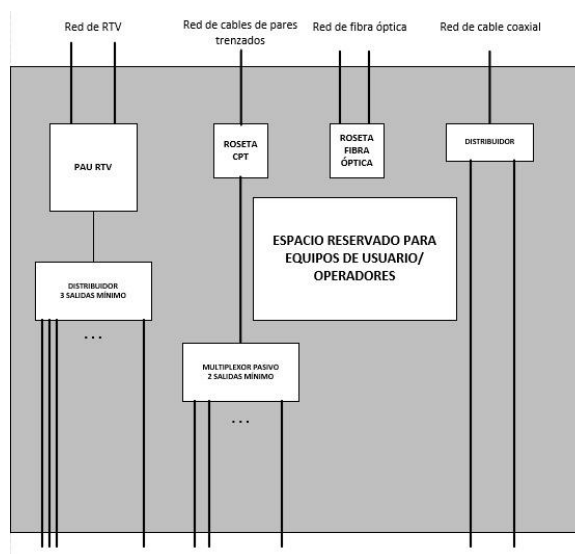 Red de RTV
Red de cables de pares
trenzados
Red de fibra óptica
Red de cable coaxial
PAU RTV
ROSETA
CPT
ROSETA
FIBRA
ÓPTICA
DISTRIBUIDOR
ESPACIO RESERVADO PARA
EQUIPOS DE USUARIO/
OPERADORES
DISTRIBUIDOR
3 SALIDAS MÍNIMO
...
MULTIPLEXOR PASIVO
2 SALIDAS MÍNIMO
...